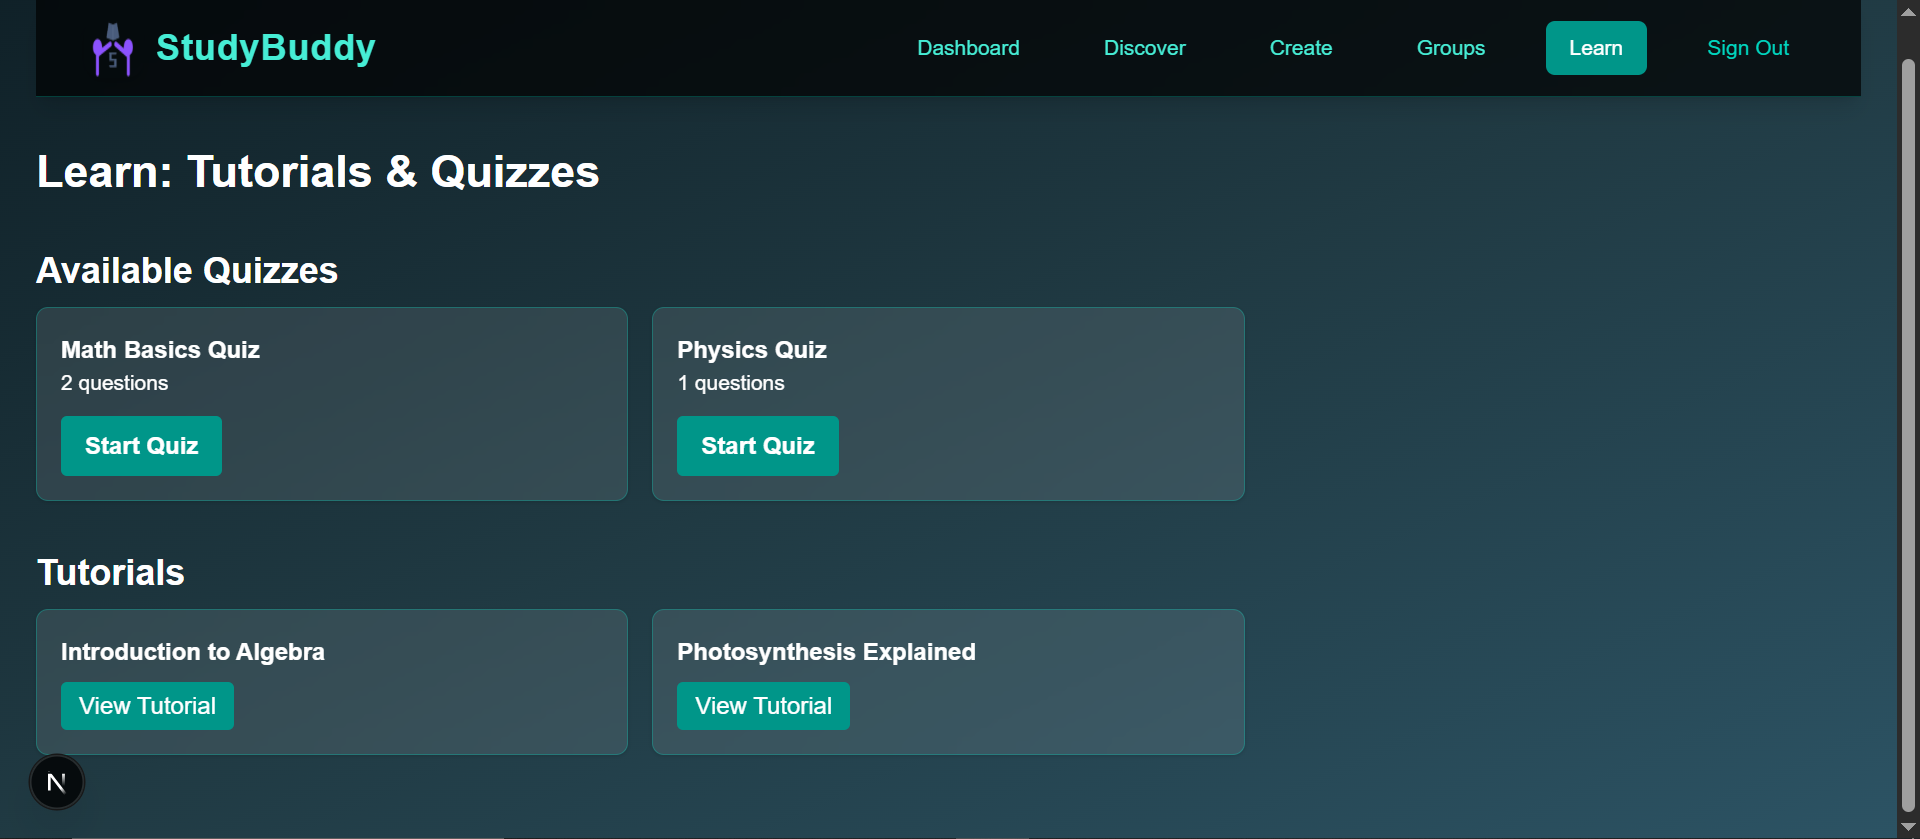 StudyBuddy
Dashboard
Discover
Create
Groups
Learn
Sign Out
Learn: Tutorials & Quizzes
Available Quizzes
Math Basics Quiz
2 questions
Start Quiz
Physics Quiz
1 questions
Start Quiz
Tutorials
Introduction to Algebra
View Tutorial
Photosynthesis Explained
View Tutorial
N